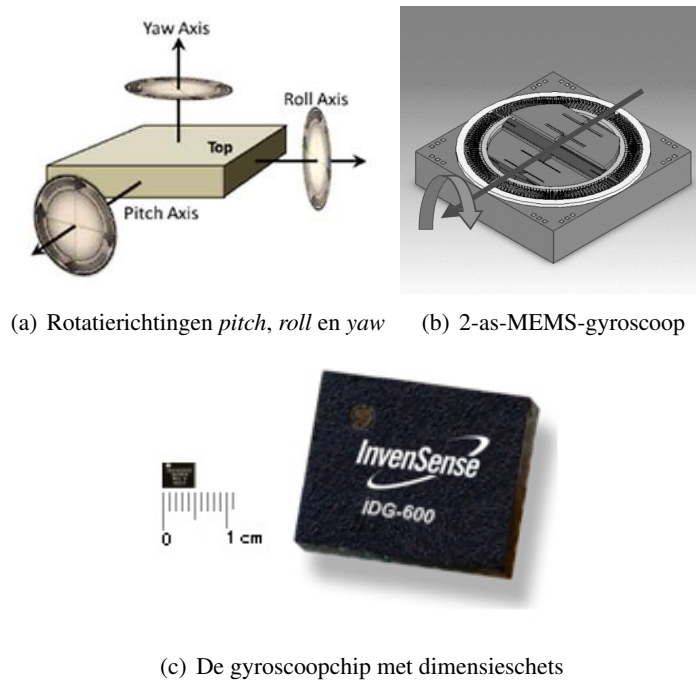 Yaw Axis
Roll Axis
Top
Pitch Axis
(a) Rotatierichtingen pitch, roll en yaw
(b) 2-as-MEMS-gyroscoop
InvenSense
IDG-600
0 1 cm
(c) De gyroscoopchip met dimensieschets